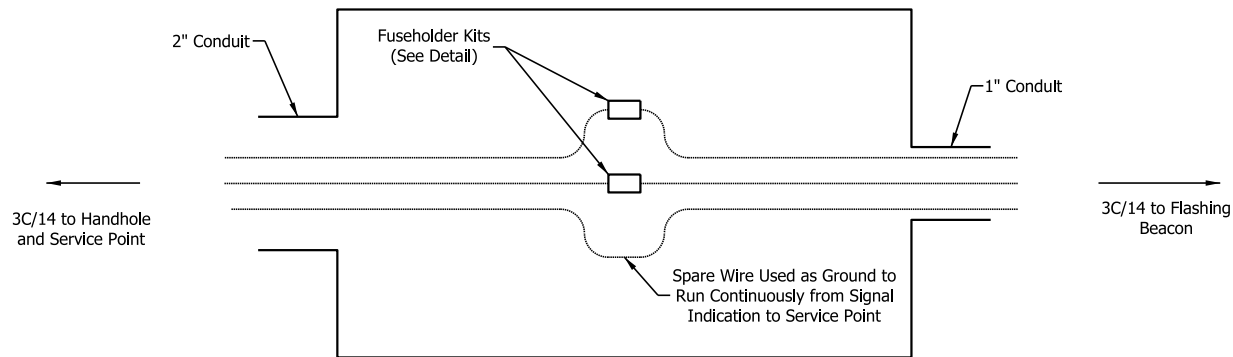 2" Conduit
Fuseholder Kits
(See Detail)
1" Conduit
3C/14 to Handhole
and Service Point
3C/14 to Flashing
Beacon
Spare Wire Used as Ground to
Run Continuously from Signal
Indication to Service Point